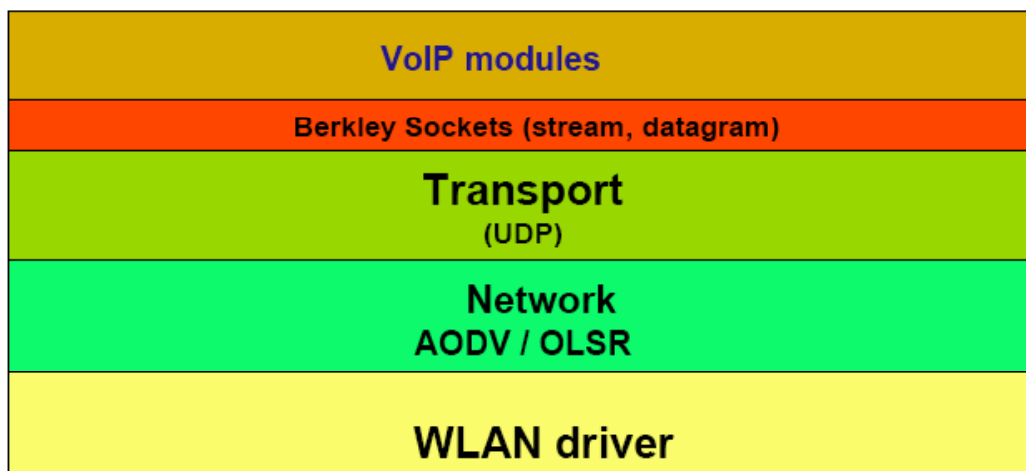 VoIP modules
Berkley Sockets (stream, datagram)
Transport
(UDP)
Network
AODV / OLSR
WLAN driver